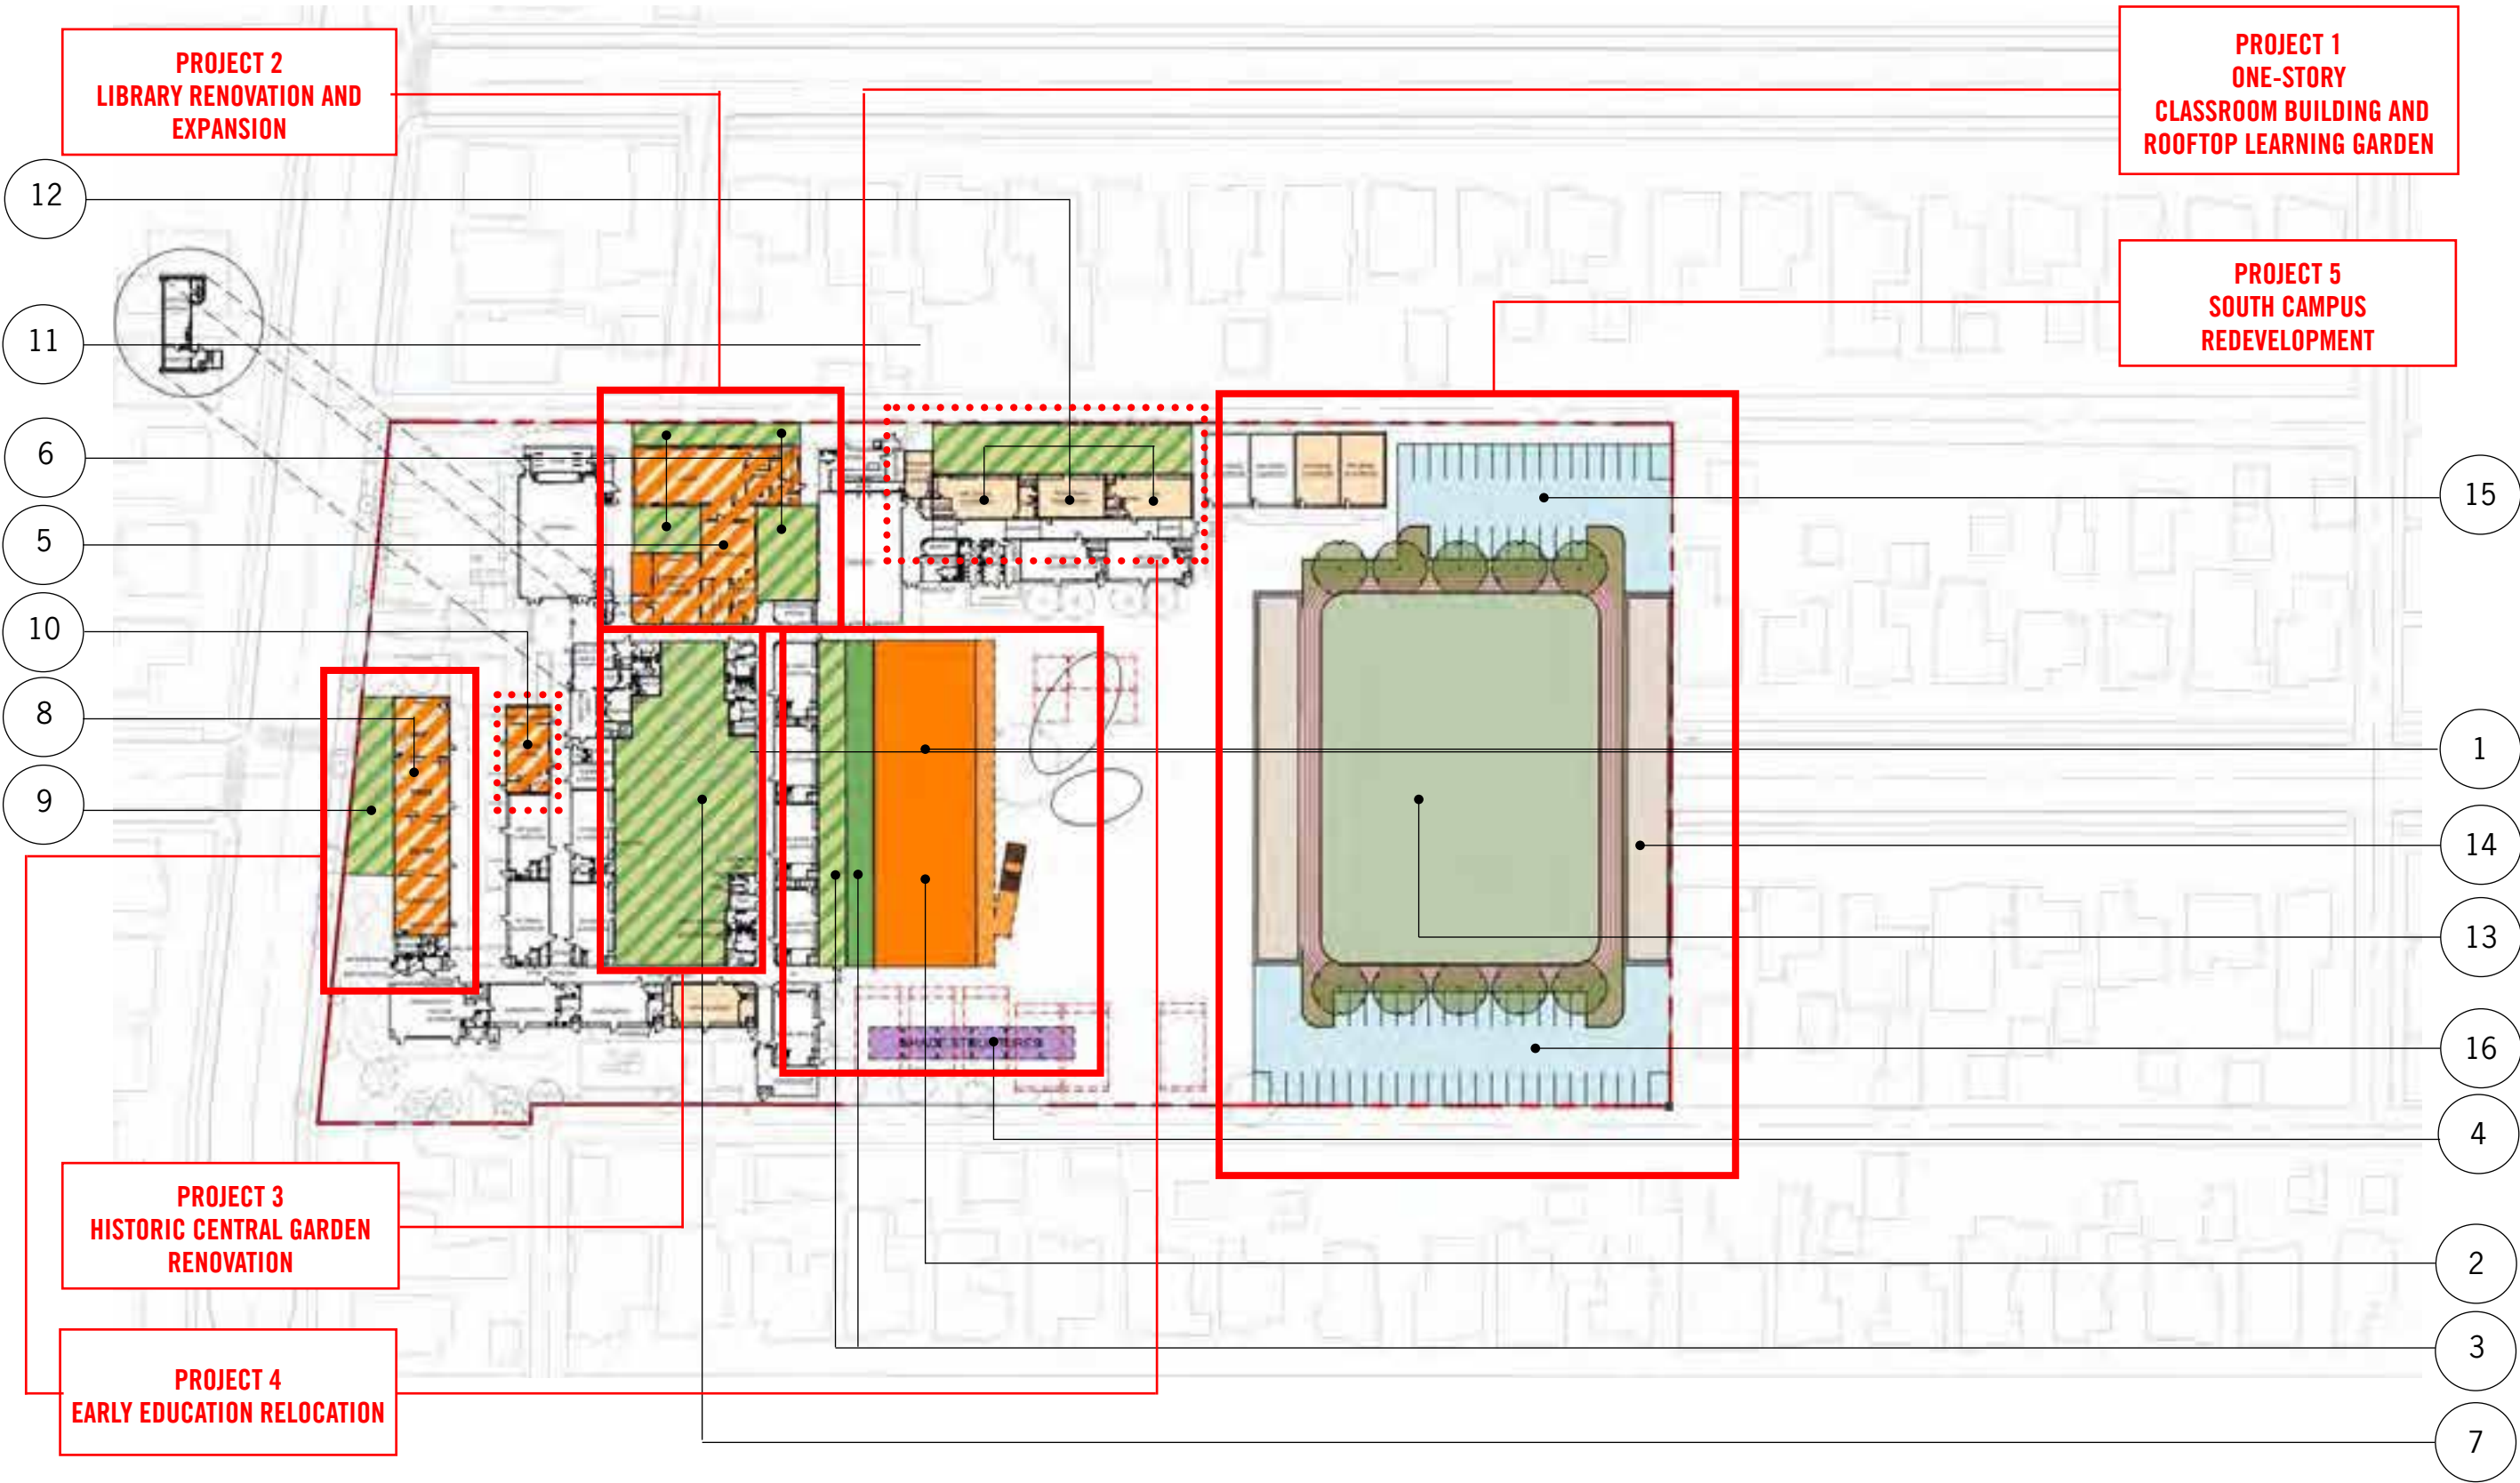 PROJECT 2
LIBRARY RENOVATION AND
EXPANSION
PROJECT 1
ONE-STORY
CLASSROOM BUILDING AND
ROOFTOP LEARNING GARDEN
PROJECT 5
SOUTH CAMPUS
REDEVELOPMENT
12
11
6
5
10
8
9
15
1
14
13
16
4
2
3
7
SHADE STRUCTURES
PROJECT 3
HISTORIC CENTRAL GARDEN
RENOVATION
PROJECT 4
EARLY EDUCATION RELOCATION